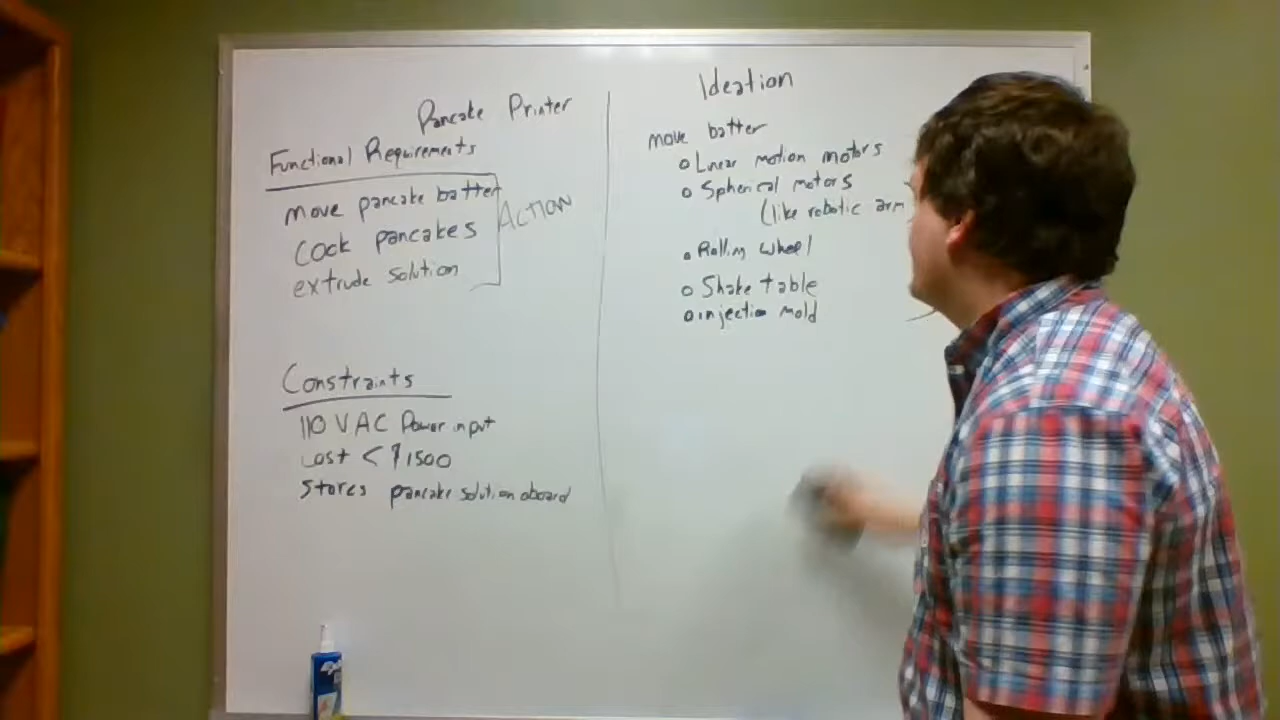 Pancake Printer
Functional Requirements
move pancake batter
Cook pancakes
extrude solution
ACTION
Constraints
110 VAC Power input
Cost < $1500
Stores pancake solution aboard
Ideation
move batter
o Linear motion motors
o Spherical motors
(like robotic arm
o Rolling wheel
o Shake table
o injection mold